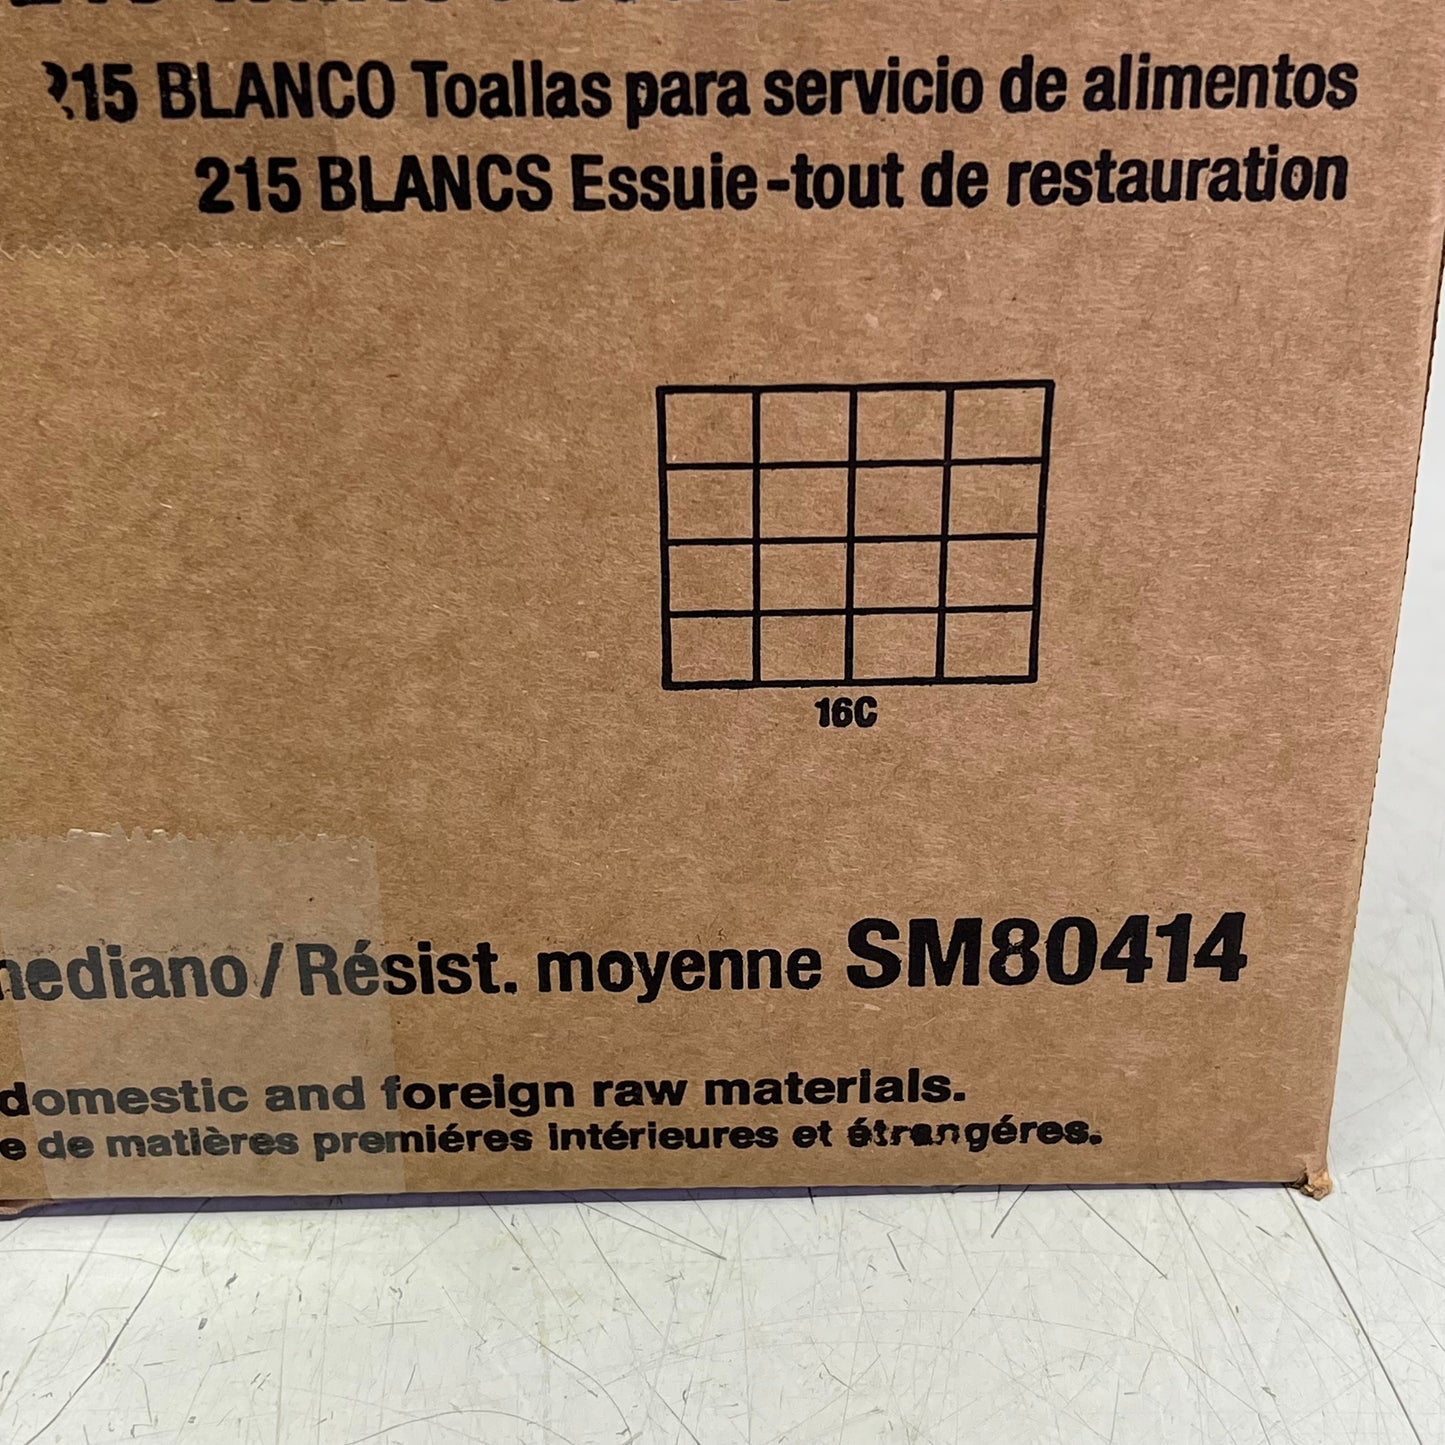 215 BLANCO Toallas para servicio de alimentos
215 BLANCS Essuie-tout de restauration
16C
mediano/Résist. moyenne SM80414
domestic and foreign raw materials.
de matières premiéres intérieures et étrangéres.